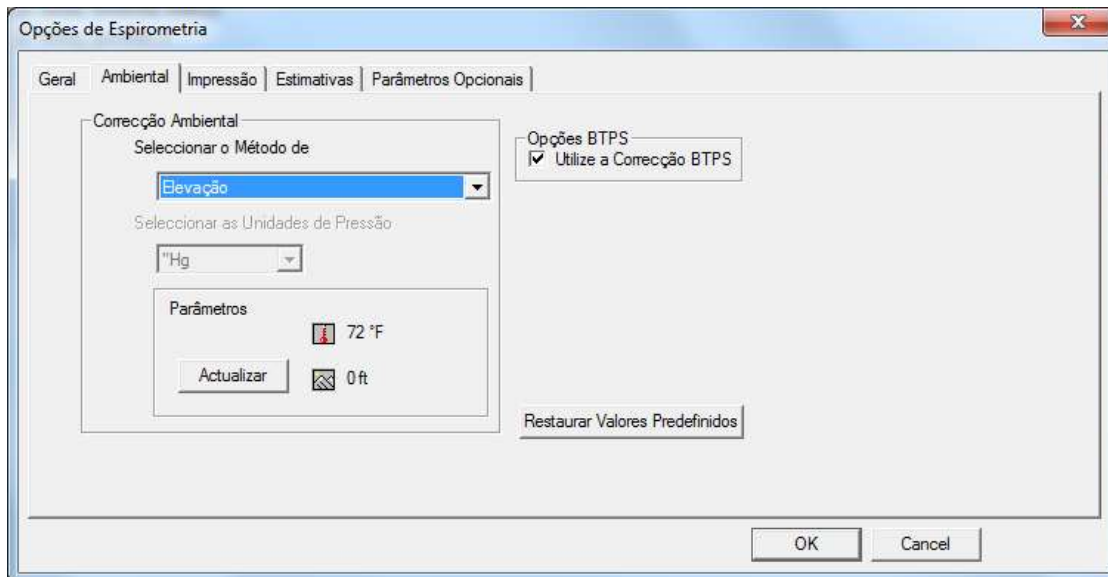 Opções de Espirometria
Geral Ambiental Impressão Estimativas Parâmetros Opcionais
Correcção Ambiental
Seleccionar o Método de
Elevação
Seleccionar as Unidades de Pressão
"Hg
Parâmetros
72 °F
Actualizar
0 ft
Opções BTPS
Utilize a Correcção BTPS
Restaurar Valores Predefinidos
OK Cancel